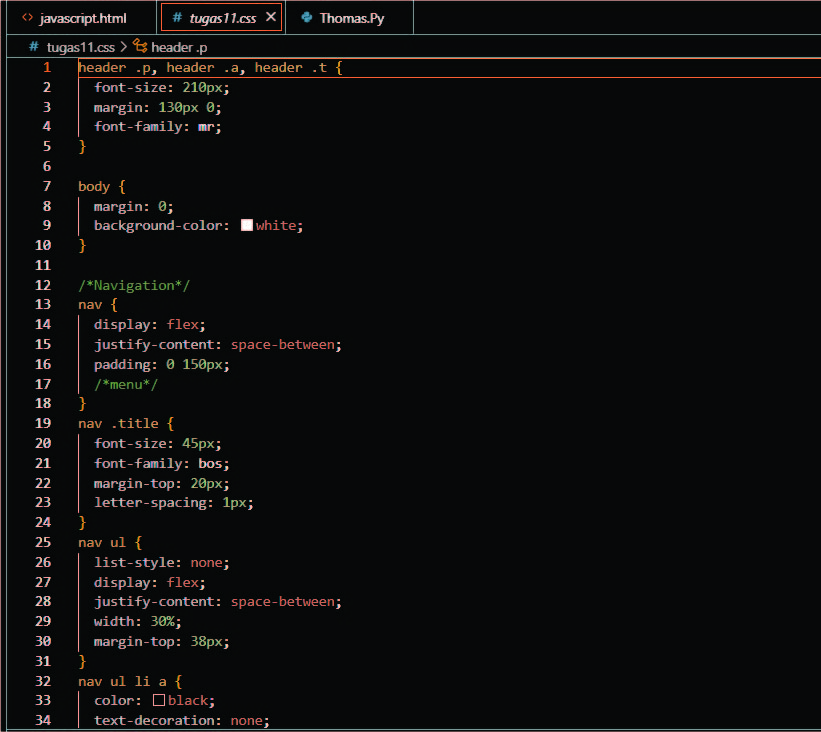 javascript.html
# tugas11.css
Thomas.Py
# tugas11.css > header .p
1 header .p, header .a, header .t {
2   font-size: 210px;
3   margin: 130px 0;
4   font-family: mr;
5 }
6
7 body {
8   margin: 0;
9   background-color: white;
10 }
11
12 /*Navigation*/
13 nav {
14   display: flex;
15   justify-content: space-between;
16   padding: 0 150px;
17   /*menu*/
18 }
19 nav .title {
20   font-size: 45px;
21   font-family: bos;
22   margin-top: 20px;
23   letter-spacing: 1px;
24 }
25 nav ul {
26   list-style: none;
27   display: flex;
28   justify-content: space-between;
29   width: 30%;
30   margin-top: 38px;
31 }
32 nav ul li a {
33   color: black;
34   text-decoration: none;